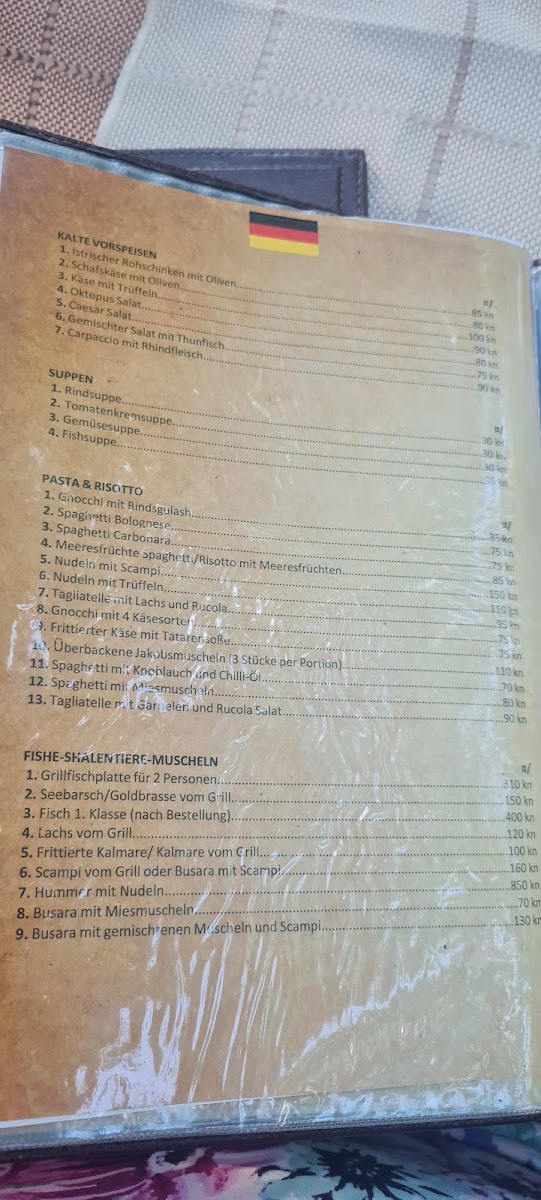 KALTE VORSPEISEN
¤/
1. Istrischer Rohschinken mit Oliven 85 kn
2. Schafskäse mit Oliven 80 kn
3. Käse mit Trüffeln 100 kn
4. Oktopus Salat 90 kn
5. Caesar Salat 80 kn
6. Gemischter Salat mit Thunfisch 75 kn
7. Carpaccio mit Rhindfleisch 90 kn
SUPPEN
¤/
1. Rindsuppe 30 kn
2. Tomatenkremsuppe 30 kn
3. Gemüsesuppe 30 kn
4. Fishsuppe 35 kn
PASTA & RISOTTO
¤/
1. Gnocchi mit Rindsgulash 85 kn
2. Spaghetti Bolognese 75 kn
3. Spaghetti Carbonara 75 kn
4. Meeresfrüchte Spaghetti/Risotto mit Meeresfrüchten 85 kn
5. Nudeln mit Scampi 150 kn
6. Nudeln mit Trüffeln 110 kn
7. Tagliatelle mit Lachs und Rucola 95 kn
8. Gnocchi mit 4 Käsesorten 75 kn
9. Frittierter Käse mit Tatarensoße 75 kn
10. Überbackene Jakobsmuscheln (3 Stücke per Portion) 110 kn
11. Spaghetti mit Knoblauch und Chilli-Öl 70 kn
12. Spaghetti mit Miesmuscheln 80 kn
13. Tagliatelle mit Garnelen und Rucola Salat 90 kn
FISHE-SHALENTIERE-MUSCHELN
¤/
1. Grillfischplatte für 2 Personen 310 kn
2. Seebarsch/Goldbrasse vom Grill 150 kn
3. Fisch 1. Klasse (nach Bestellung) 400 kn
4. Lachs vom Grill 120 kn
5. Frittierte Kalmare/ Kalmare vom Grill 100 kn
6. Scampi vom Grill oder Busara mit Scampi 160 kn
7. Hummer mit Nudeln 850 kn
8. Busara mit Miesmuscheln 70 kn
9. Busara mit gemischtenen Muscheln und Scampi 130 kn